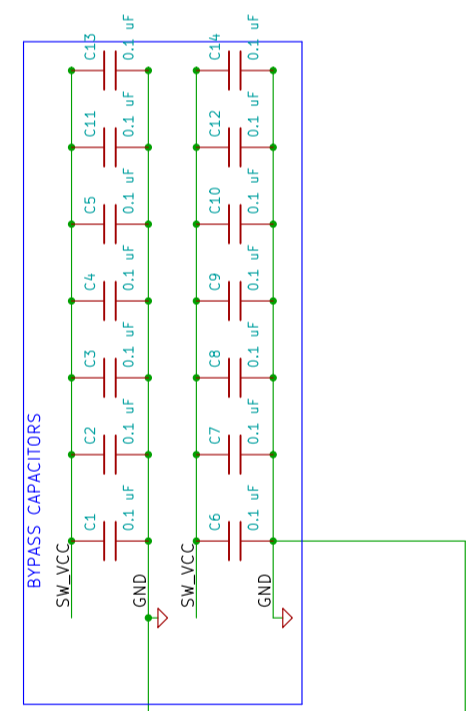 C13
0.1 uF
C14
0.1 uF
C11
0.1 uF
C12
0.1 uF
C5
0.1 uF
C10
0.1 uF
C4
0.1 uF
C9
0.1 uF
C3
0.1 uF
C8
0.1 uF
C2
0.1 uF
C7
0.1 uF
C1
0.1 uF
C6
0.1 uF
BYPASS CAPACITORS
SW_VCC
GND
SW_VCC
GND